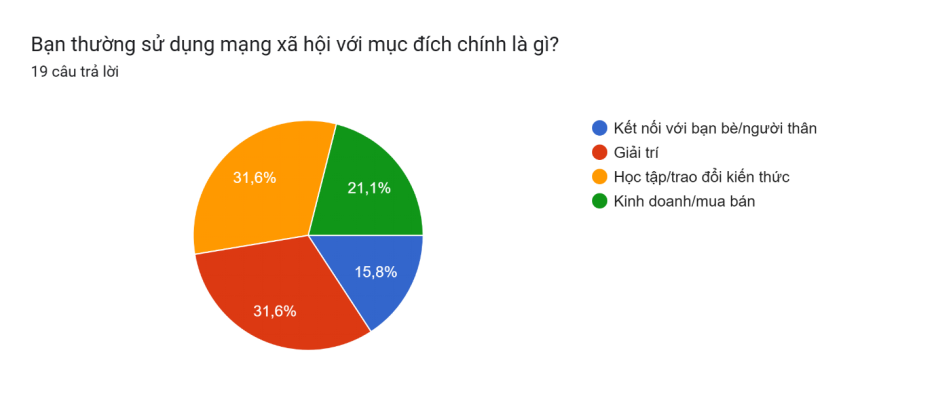 Bạn thường sử dụng mạng xã hội với mục đích chính là gì?
19 câu trả lời
Kết nối với bạn bè/người thân
Giải trí
Học tập/trao đổi kiến thức
Kinh doanh/mua bán
31,6%
21,1%
15,8%
31,6%